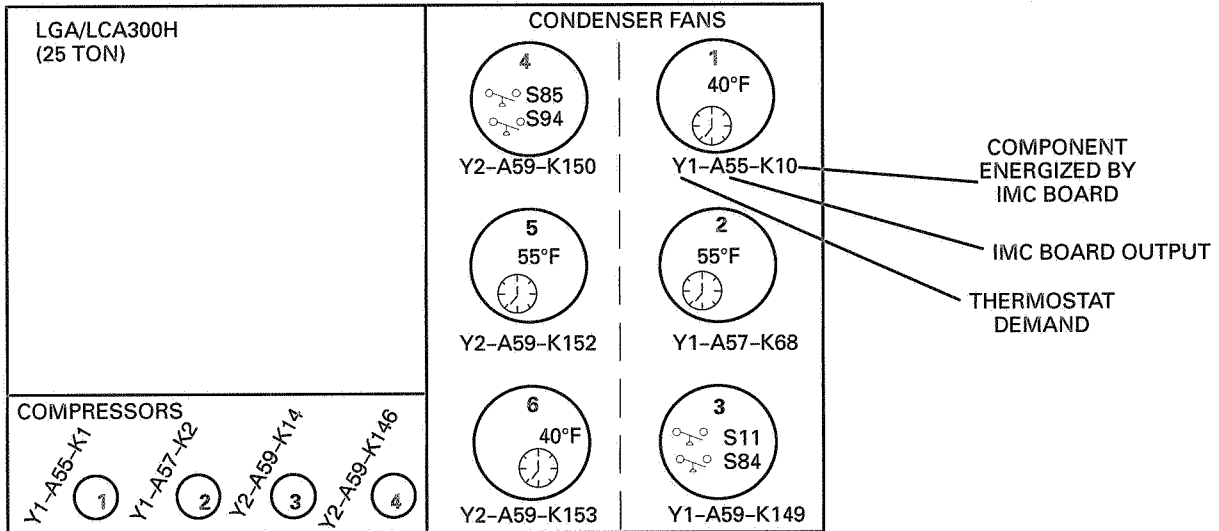 LGA/LCA300H
(25 TON)
CONDENSER FANS
4
S85
S94
Y2-A59-K150
1
40°F
Y1-A55-K10
5
55°F
Y2-A59-K152
2
55°F
Y1-A57-K68
6
40°F
Y2-A59-K153
3
S11
S84
Y1-A59-K149
COMPONENT
ENERGIZED BY
IMC BOARD
IMC BOARD OUTPUT
THERMOSTAT
DEMAND
COMPRESSORS
Y1-A55-K1
1
Y1-A57-K2
2
Y2-A59-K14
3
Y2-A59-K146
4